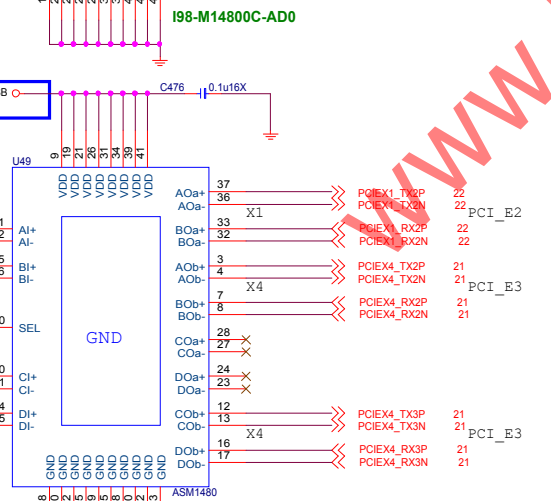 I98-M14800C-AD0
B
C476 0.1u16X
U49
9 19 21 26 31 34 39 41
VDD VDD VDD VDD VDD VDD VDD VDD
AOa+ 37 PCIEX1_TX2P 22
AOa- 36 PCIEX1_TX2N 22
X1 PCI_E2
AI+ BOa+ 33 PCIEX1_RX2P 22
AI- BOa- 32 PCIEX1_RX2N 22
BI+ AOb+ 3 PCIEX4_TX2P 21
BI- AOb- 4 PCIEX4_TX2N 21
X4 PCI_E3
BOb+ 7 PCIEX4_RX2P 21
BOb- 8 PCIEX4_RX2N 21
SEL
GND
COa+ 28
COa- 27
CI+ DOa+ 24
CI- DOa- 23
DI+ COb+ 12 PCIEX4_TX3P 21
DI- COb- 13 PCIEX4_TX3N 21
X4 PCI_E3
DOb+ 16 PCIEX4_RX3P 21
DOb- 17 PCIEX4_RX3N 21
GND GND GND GND GND GND GND GND GND GND
ASM1480
www